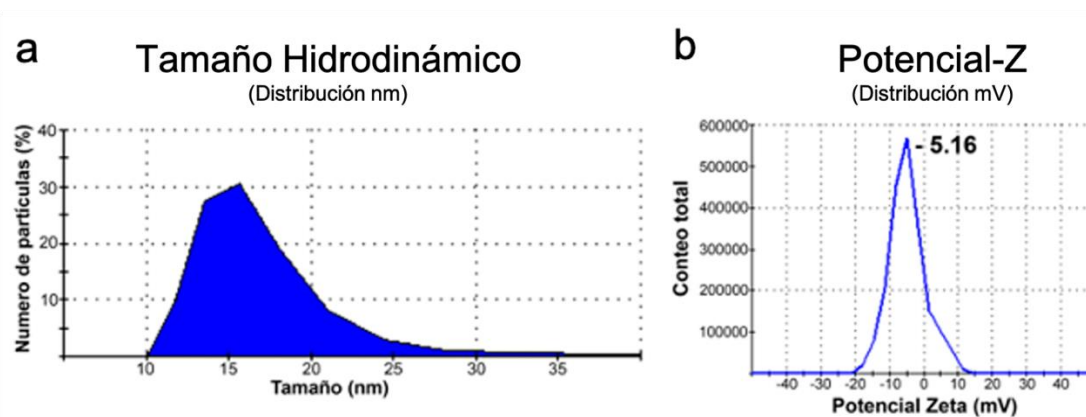 a
Tamaño Hidrodinámico
(Distribución nm)
Numero de particulas (%)
40
30
20
10
10 15 20 25 30 35
Tamaño (nm)
b
Potencial-Z
(Distribución mV)
Conteo total
600000
500000
400000
300000
200000
100000
- 5.16
-40 -30 -20 -10 0 10 20 30 40
Potencial Zeta (mV)